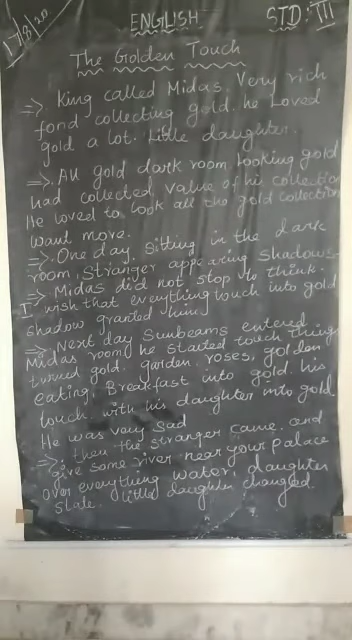 17/8/20
ENGLISH
STD: III
The Golden Touch
=>. King called Midas. Very rich
fond collecting gold. he Loved
gold a lot. Little daughter.
=>. All gold dark room looking gold
had collected value of his collection
He loved to look all the gold collection
want more.
=>. One day sitting in the dark
room stranger appearing shadows
=> Midas did not stop to think.
I wish that everything touch into gold
shadow granted him
=> Next day Sunbeams entered
Midas room he started touch things
turned gold. garden, roses, golden
eating, Breakfast into gold. his
touch with his daughter into gold
He was very sad
=> then the stranger came. and
give some river near your palace
over everything water. daughter
state. little daughter changed.